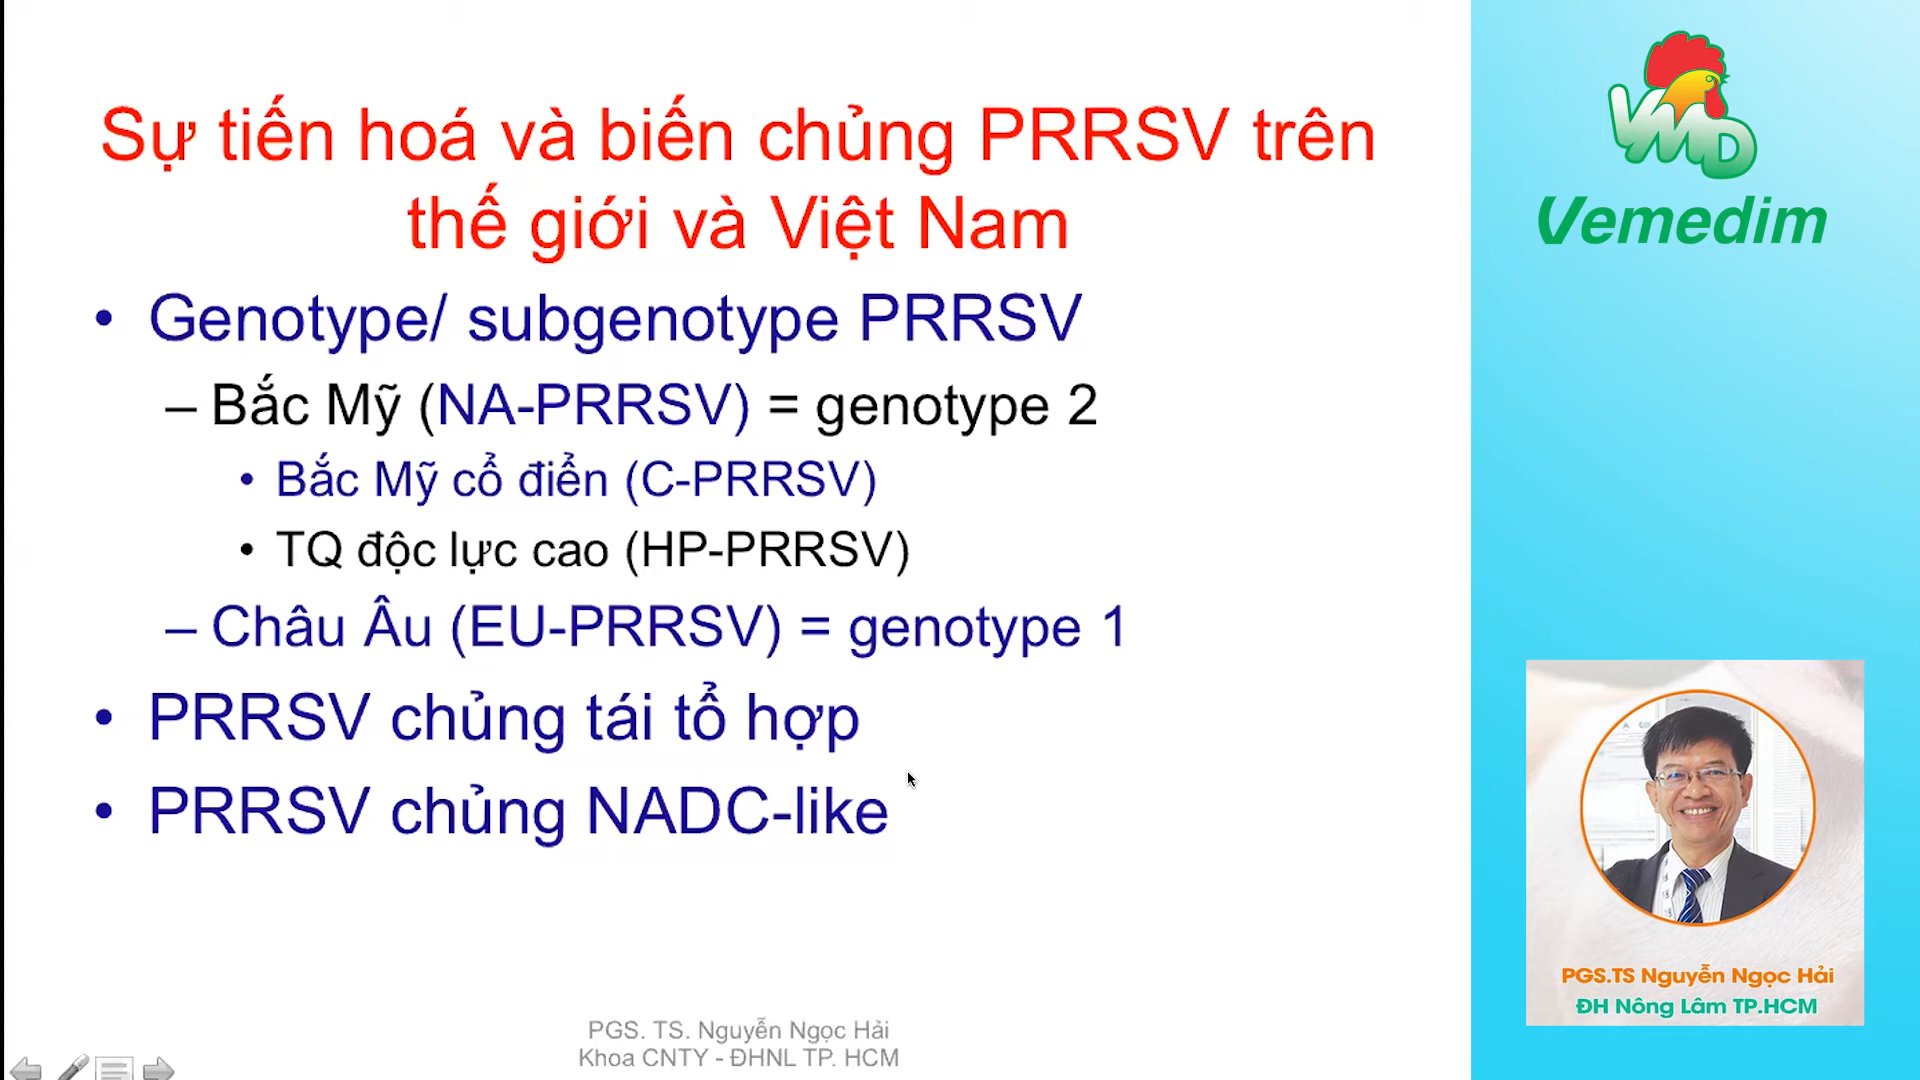 Sự tiến hoá và biến chủng PRRSV trên
thế giới và Việt Nam
• Genotype/ subgenotype PRRSV
– Bắc Mỹ (NA-PRRSV) = genotype 2
• Bắc Mỹ cổ điển (C-PRRSV)
• TQ độc lực cao (HP-PRRSV)
– Châu Âu (EU-PRRSV) = genotype 1
• PRRSV chủng tái tổ hợp
• PRRSV chủng NADC-like
PGS. TS. Nguyễn Ngọc Hải
Khoa CNTY - ĐHNL TP. HCM
VMD
Vemedim
PGS.TS Nguyễn Ngọc Hải
ĐH Nông Lâm TP.HCM